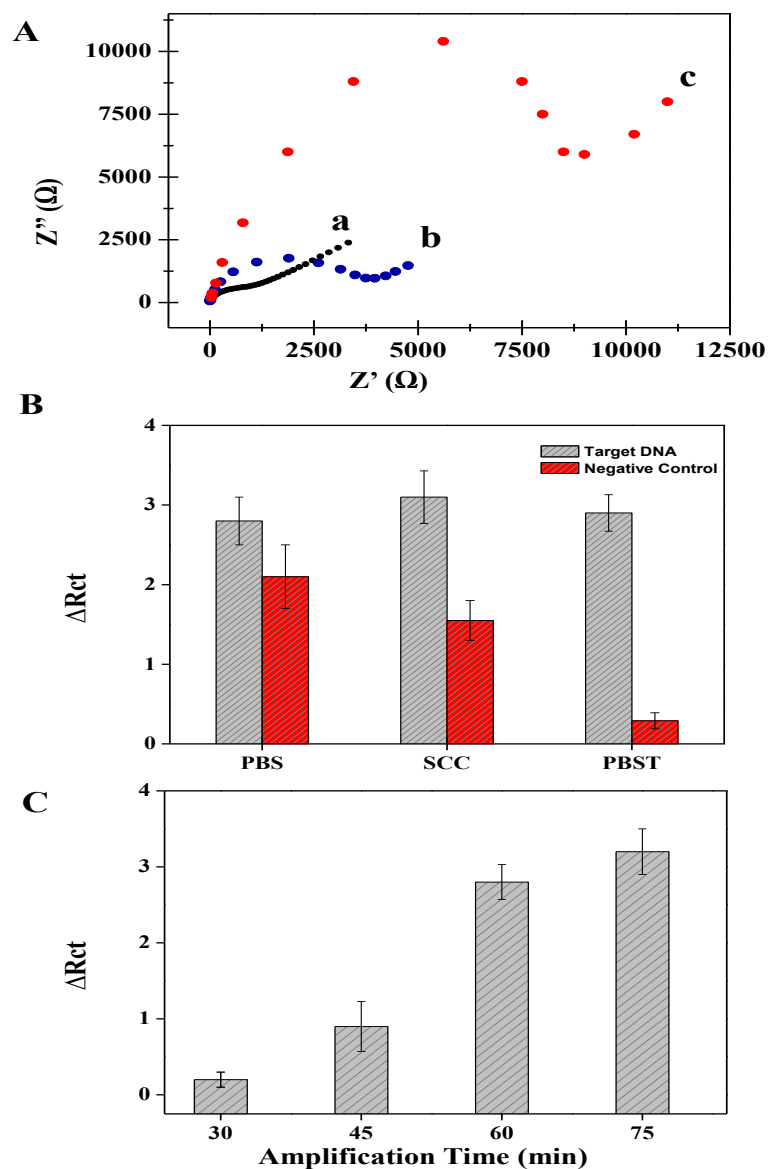 A
10000
7500
5000
2500
0
Z’’ (Ω)
a
b
c
0 2500 5000 7500 10000 12500
Z’ (Ω)
B
4
3
2
1
0
ΔRct
Target DNA
Negative Control
PBS SCC PBST
C
4
3
2
1
0
ΔRct
30 45 60 75
Amplification Time (min)